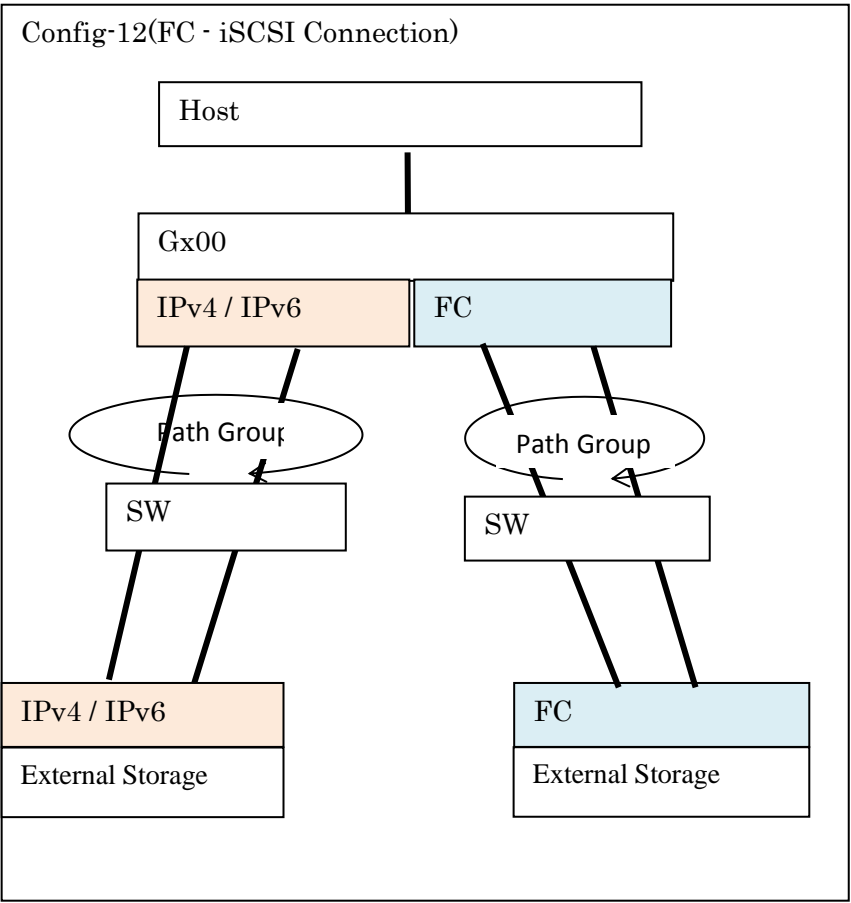 Config-12(FC - iSCSI Connection)
Host
Gx00
IPv4 / IPv6
FC
Path Group
Path Group
SW
SW
IPv4 / IPv6
FC
External Storage
External Storage